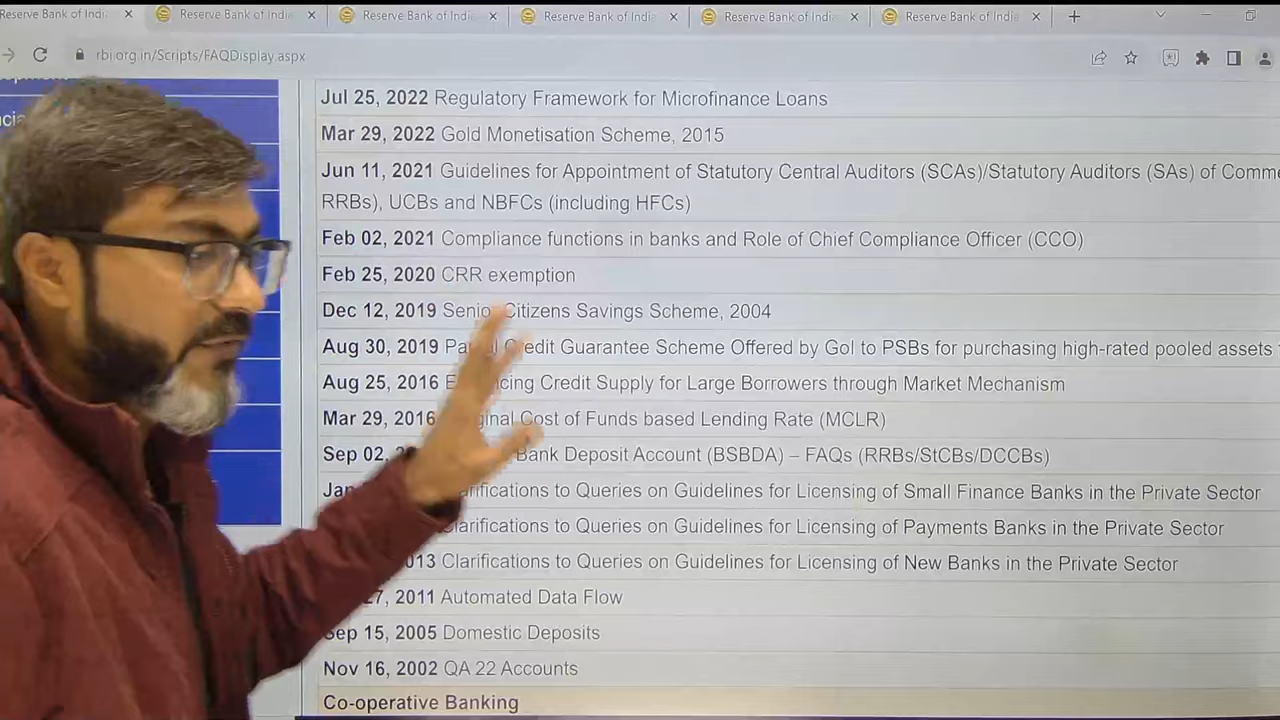 Reserve Bank of India
Reserve Bank of Indi
Reserve Bank of Indi
Reserve Bank of Indi
Reserve Bank of Indi
Reserve Bank of India
rbi.org.in/Scripts/FAQDisplay.aspx
Jul 25, 2022 Regulatory Framework for Microfinance Loans
Mar 29, 2022 Gold Monetisation Scheme, 2015
Jun 11, 2021 Guidelines for Appointment of Statutory Central Auditors (SCAs)/Statutory Auditors (SAs) of Comme
RRBs), UCBs and NBFCs (including HFCs)
Feb 02, 2021 Compliance functions in banks and Role of Chief Compliance Officer (CCO)
Feb 25, 2020 CRR exemption
Dec 12, 2019 Senior Citizens Savings Scheme, 2004
Aug 30, 2019 Partial Credit Guarantee Scheme Offered by GoI to PSBs for purchasing high-rated pooled assets
Aug 25, 2016 Enhancing Credit Supply for Large Borrowers through Market Mechanism
Mar 29, 2016 Marginal Cost of Funds based Lending Rate (MCLR)
Sep 02, Bank Deposit Account (BSBDA) – FAQs (RRBs/StCBs/DCCBs)
Jan Clarifications to Queries on Guidelines for Licensing of Small Finance Banks in the Private Sector
Clarifications to Queries on Guidelines for Licensing of Payments Banks in the Private Sector
2013 Clarifications to Queries on Guidelines for Licensing of New Banks in the Private Sector
27, 2011 Automated Data Flow
Sep 15, 2005 Domestic Deposits
Nov 16, 2002 QA 22 Accounts
Co-operative Banking